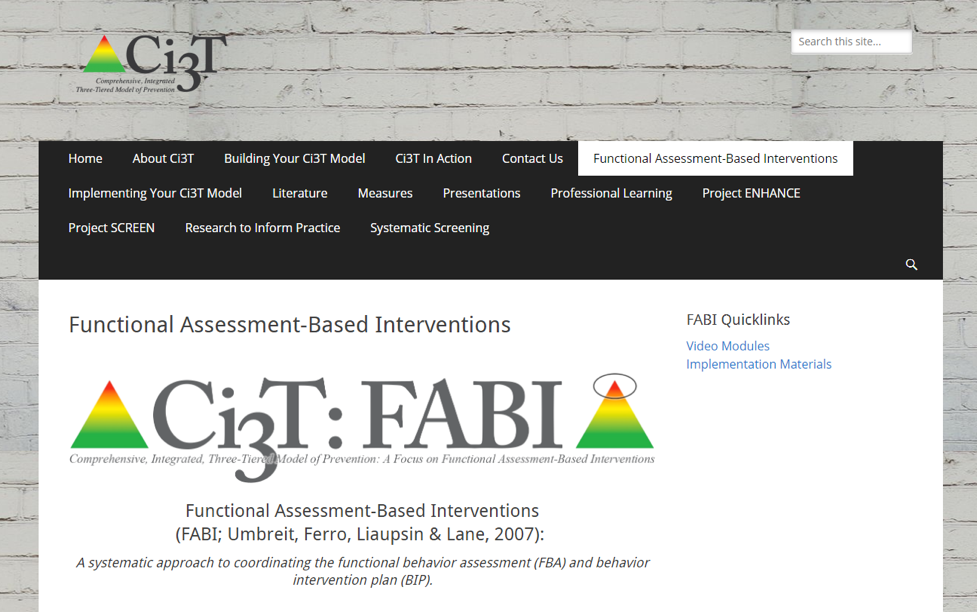 Ci3T
Comprehensive, Integrated
Three-Tiered Model of Prevention
Search this site...
Home
About Ci3T
Building Your Ci3T Model
Ci3T In Action
Contact Us
Functional Assessment-Based Interventions
Implementing Your Ci3T Model
Literature
Measures
Presentations
Professional Learning
Project ENHANCE
Project SCREEN
Research to Inform Practice
Systematic Screening
Functional Assessment-Based Interventions
Ci3T: FABI
Comprehensive, Integrated, Three-Tiered Model of Prevention: A Focus on Functional Assessment-Based Interventions
Functional Assessment-Based Interventions
(FABI; Umbreit, Ferro, Liaupsin & Lane, 2007):
A systematic approach to coordinating the functional behavior assessment (FBA) and behavior
intervention plan (BIP).
FABI Quicklinks
Video Modules
Implementation Materials